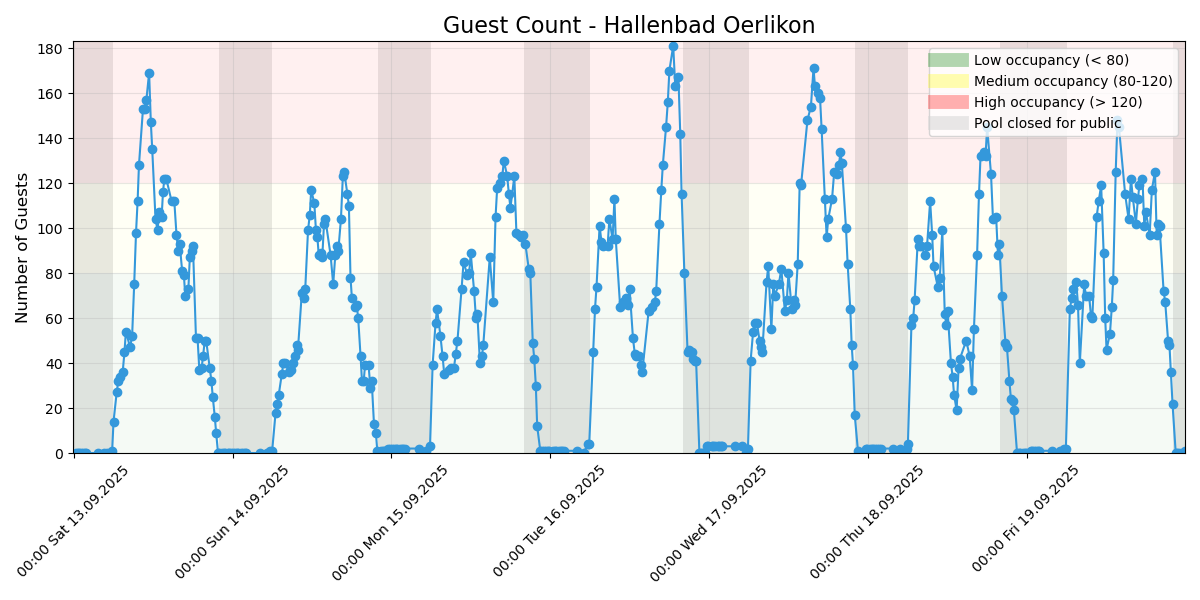 Guest Count - Hallenbad Oerlikon
Number of Guests
180
160
140
120
100
80
60
40
20
0
Low occupancy (< 80)
Medium occupancy (80-120)
High occupancy (> 120)
Pool closed for public
00:00 Sat 13.09.2025
00:00 Sun 14.09.2025
00:00 Mon 15.09.2025
00:00 Tue 16.09.2025
00:00 Wed 17.09.2025
00:00 Thu 18.09.2025
00:00 Fri 19.09.2025